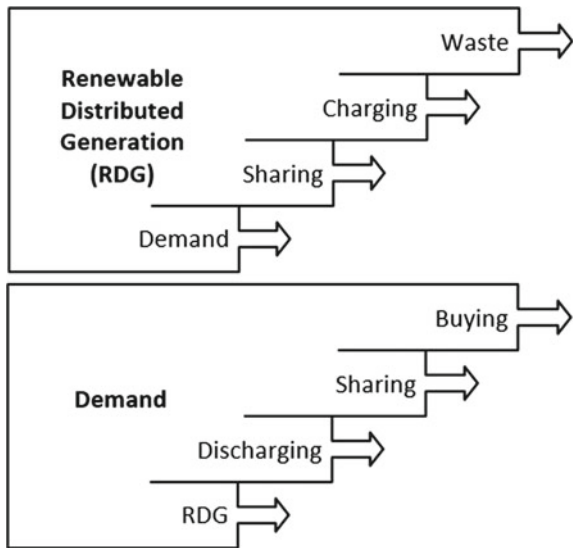 Waste
Renewable
Distributed
Generation
(RDG)
Charging
Sharing
Demand
Buying
Sharing
Demand
Discharging
RDG